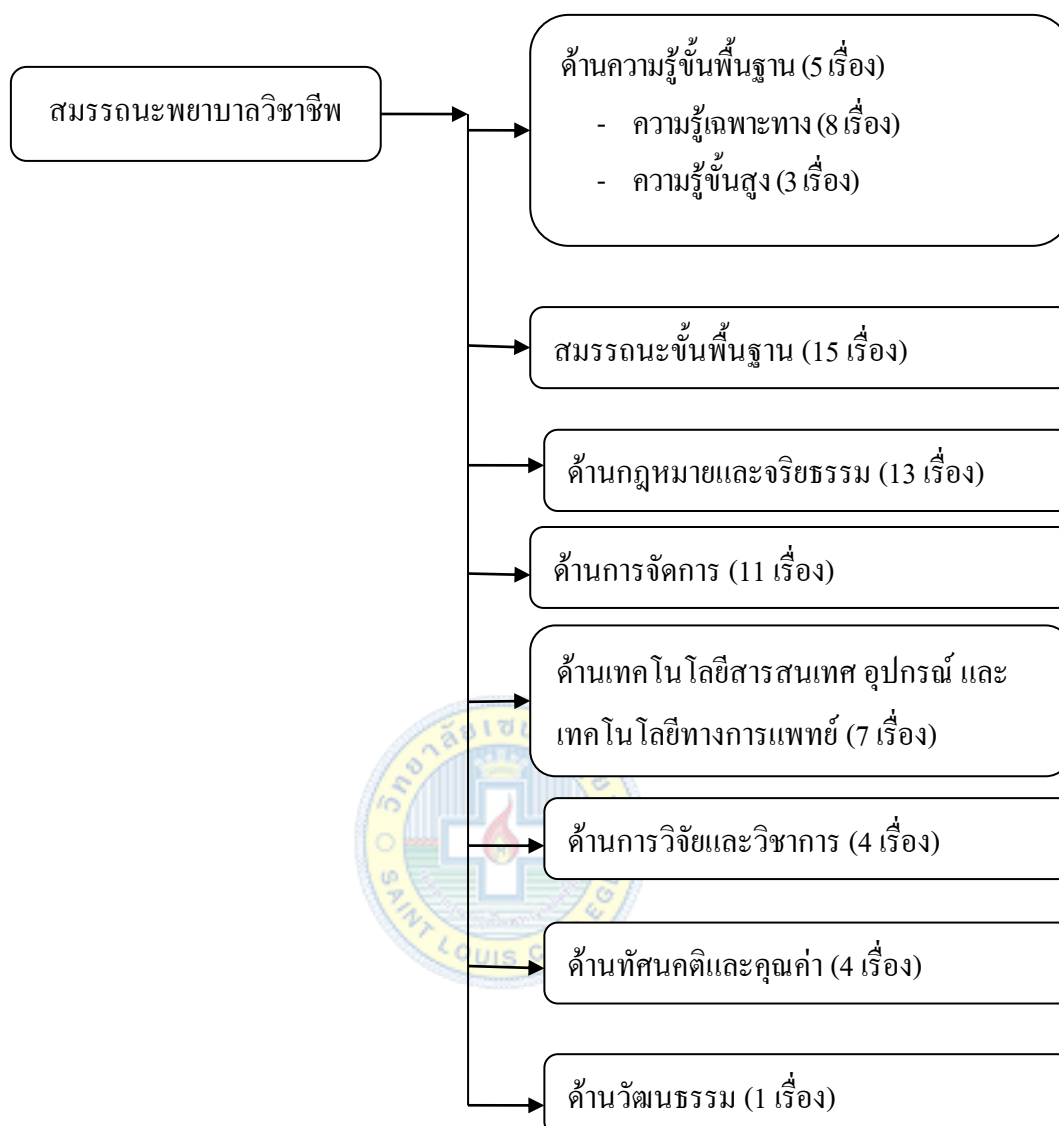 สมรรถนะพยาบาลวิชาชีพ
ด้านความรู้ขั้นพื้นฐาน (5 เรื่อง)
- ความรู้เฉพาะทาง (8 เรื่อง)
- ความรู้ขั้นสูง (3 เรื่อง)
สมรรถนะขั้นพื้นฐาน (15 เรื่อง)
ด้านกฎหมายและจริยธรรม (13 เรื่อง)
ด้านการจัดการ (11 เรื่อง)
ด้านเทคโนโลยีสารสนเทศ อุปกรณ์ และ
เทคโนโลยีทางการแพทย์ (7 เรื่อง)
ด้านการวิจัยและวิชาการ (4 เรื่อง)
ด้านทัศนคติและคุณค่า (4 เรื่อง)
ด้านวัฒนธรรม (1 เรื่อง)
วิทยาลัยเซ
SAINT LOUIS